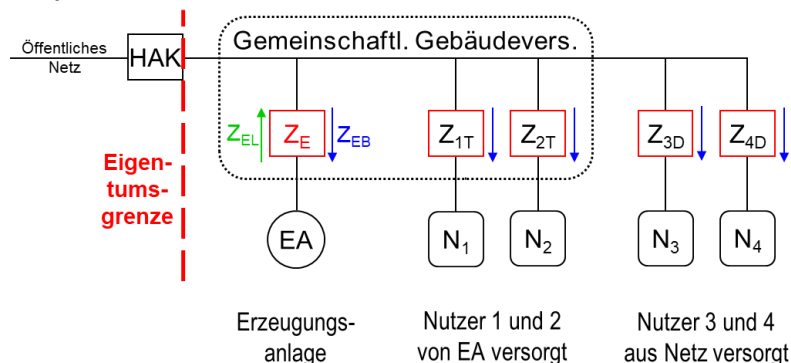 Öffentliches
Netz
HAK
Gemeinschaftl. Gebäudevers.
Z_EL Z_E Z_EB Z_1T Z_2T Z_3D Z_4D
Eigen-
tums-
grenze
EA N_1 N_2 N_3 N_4
Erzeugungs-
anlage
Nutzer 1 und 2
von EA versorgt
Nutzer 3 und 4
aus Netz versorgt